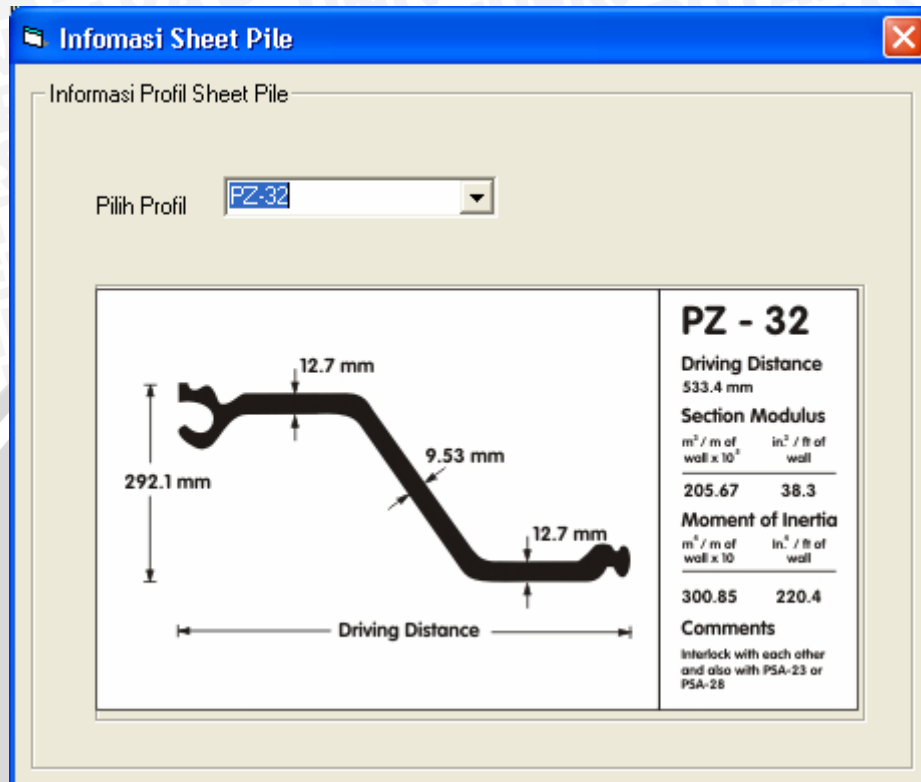 Infomasi Sheet Pile
Informasi Profil Sheet Pile
Pilih Profil PZ-32
12.7 mm
9.53 mm
292.1 mm
12.7 mm
Driving Distance
PZ - 32
Driving Distance
533.4 mm
Section Modulus
m³ / m of in.³ / ft of
wall x 10⁵ wall
205.67 38.3
Moment of Inertia
m⁴ / m of In.⁴ / ft of
wall x 10 wall
300.85 220.4
Comments
Interlock with each other
and also with PSA-23 or
PSA-28